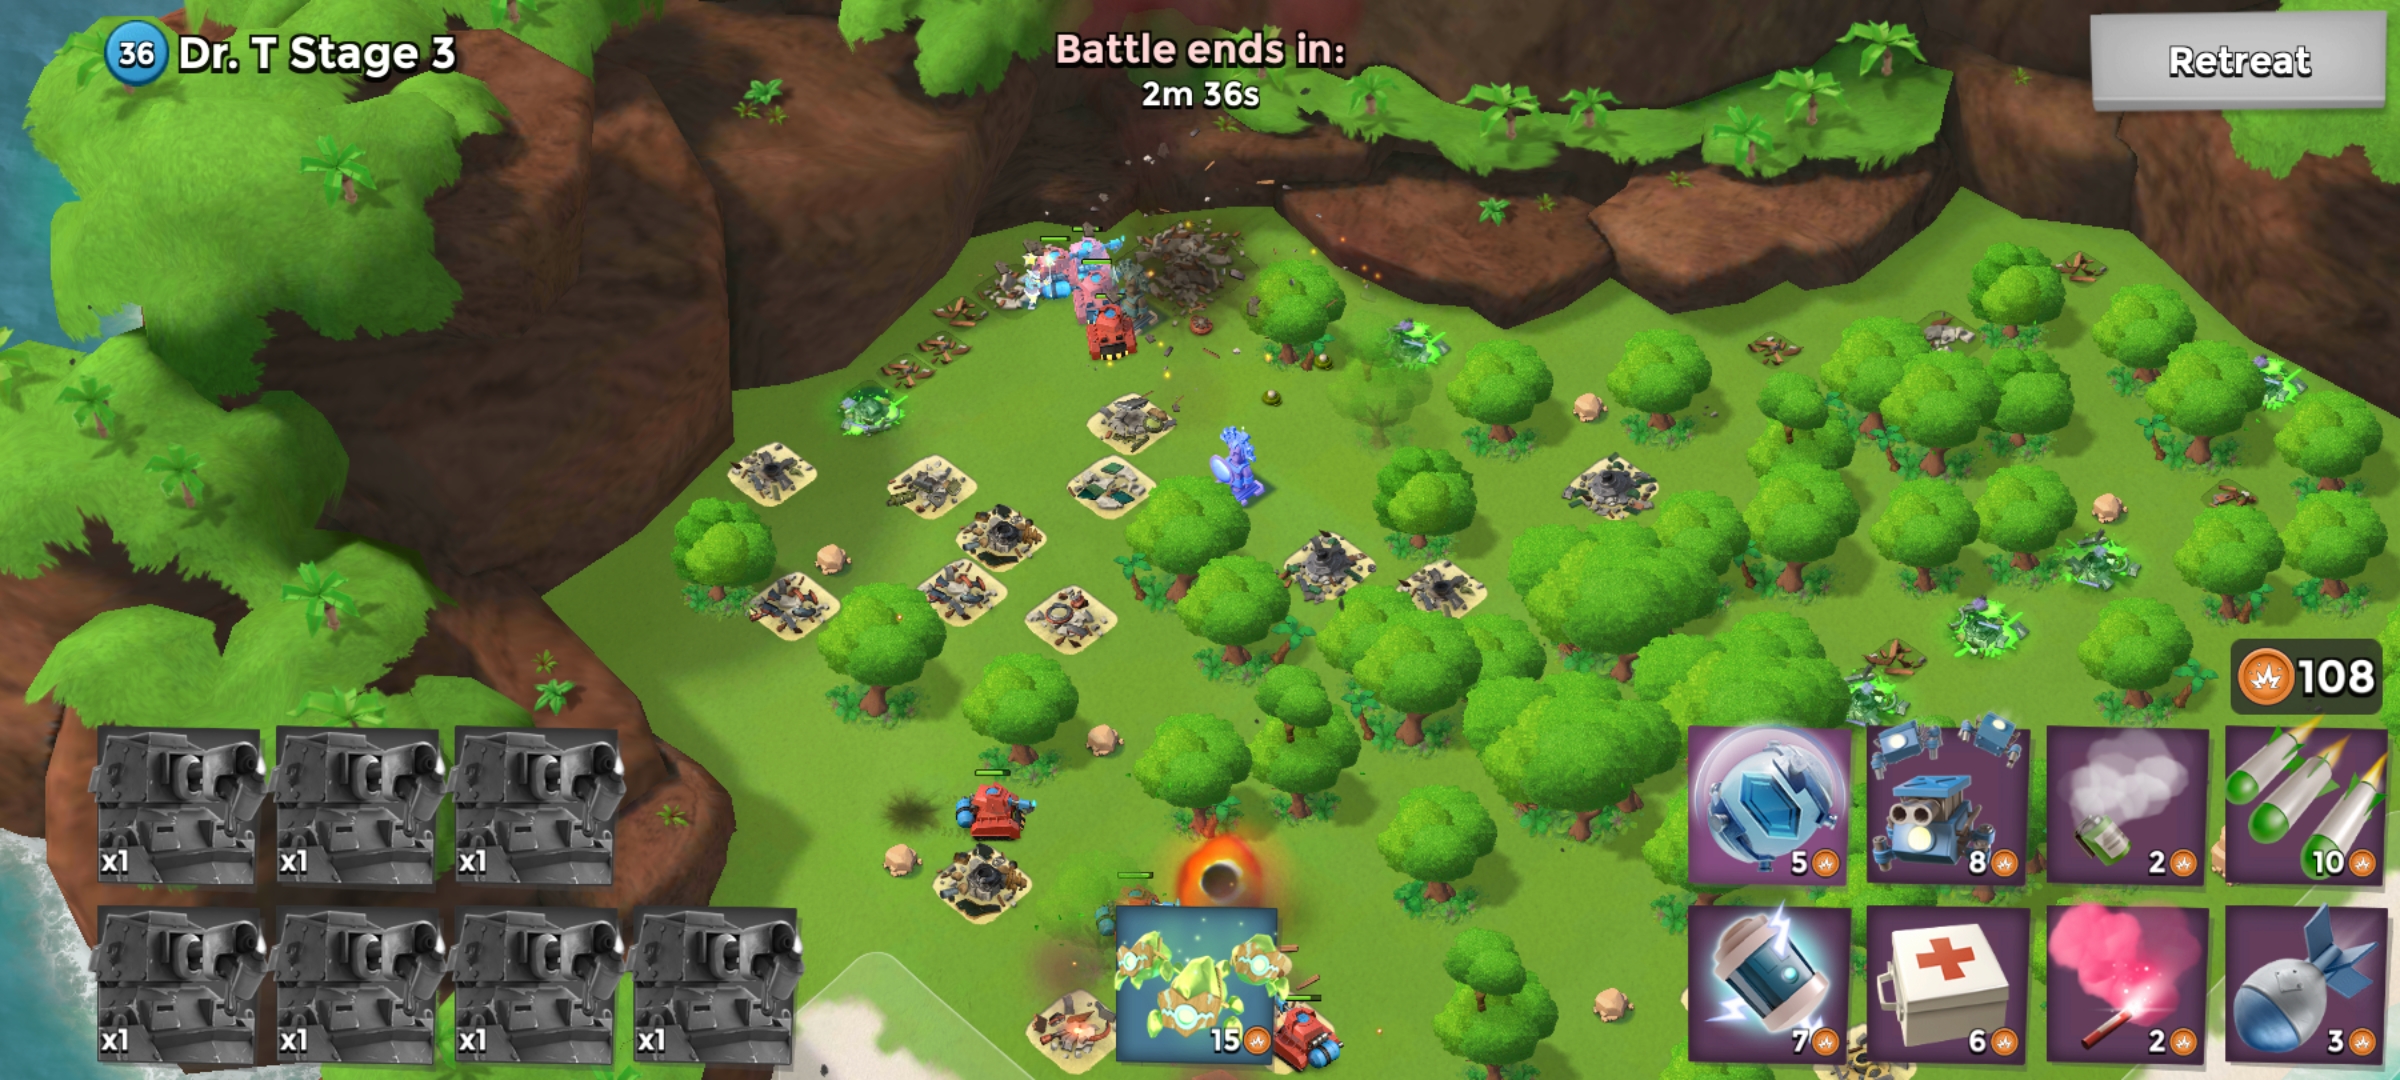 36 Dr. T Stage 3
Battle ends in:
2m 36s
Retreat
108
x1 x1 x1
5 8 2 10
x1 x1 x1 x1
15
7 6 2 3